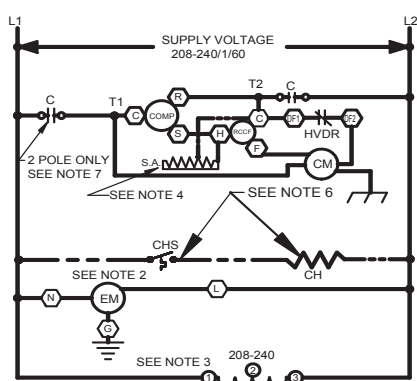 L1 L2
SUPPLY VOLTAGE
208-240/1/60
C T1 T2 C
R
C COMP C DF1 DF2
HVDR
S H RCCF
F
2 POLE ONLY
SEE NOTE 7
S.A.
CM
SEE NOTE 4
SEE NOTE 6
CHS
CH
SEE NOTE 2
N EM L
G
SEE NOTE 3 208-240
1 2 3